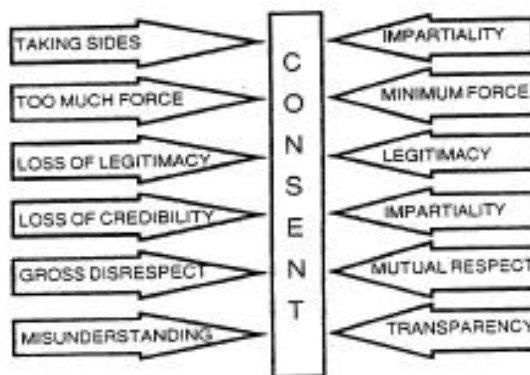 TAKING SIDES
TOO MUCH FORCE
LOSS OF LEGITIMACY
LOSS OF CREDIBILITY
GROSS DISRESPECT
MISUNDERSTANDING
CONSENT
IMPARTIALITY
MINIMUM FORCE
LEGITIMACY
IMPARTIALITY
MUTUAL RESPECT
TRANSPARENCY